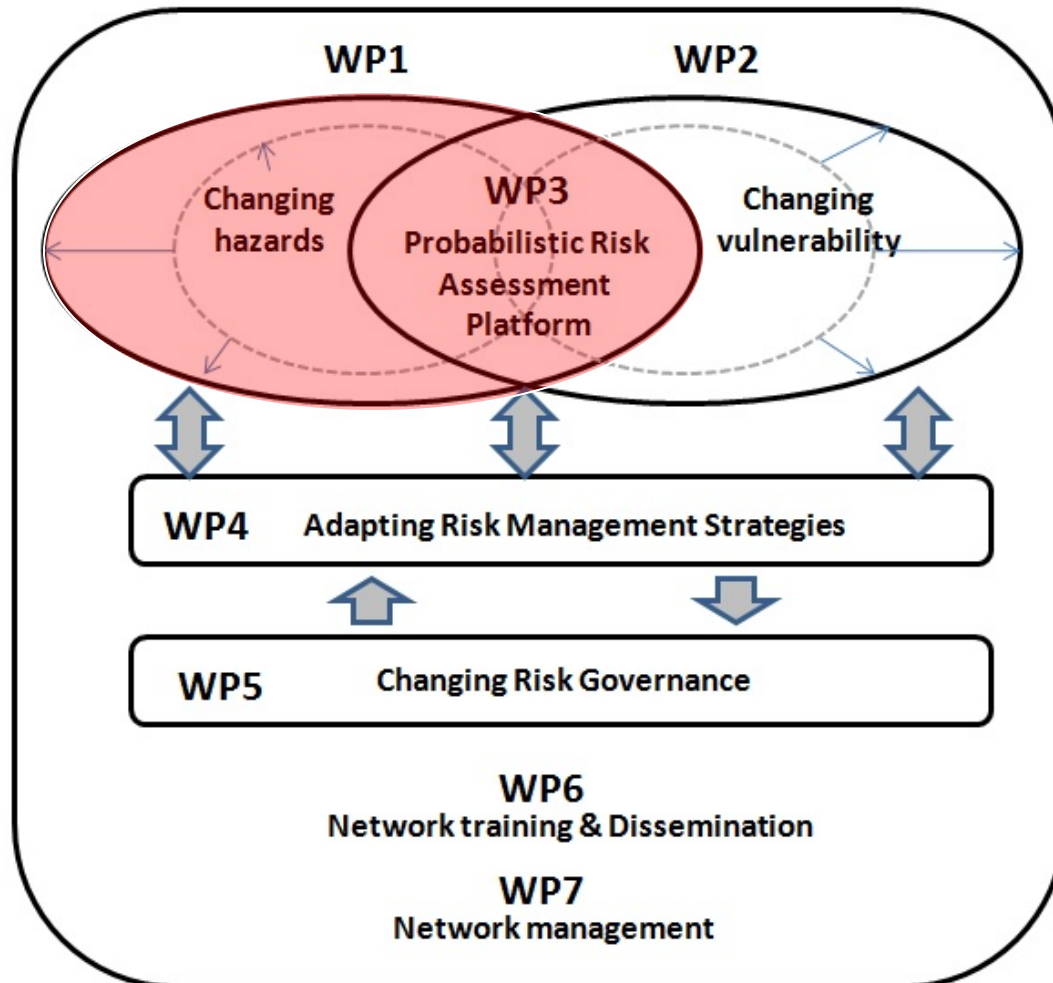 WP1
WP2
Changing
hazards
WP3
Probabilistic Risk
Assessment
Platform
Changing
vulnerability
WP4 Adapting Risk Management Strategies
WP5 Changing Risk Governance
WP6
Network training & Dissemination
WP7
Network management